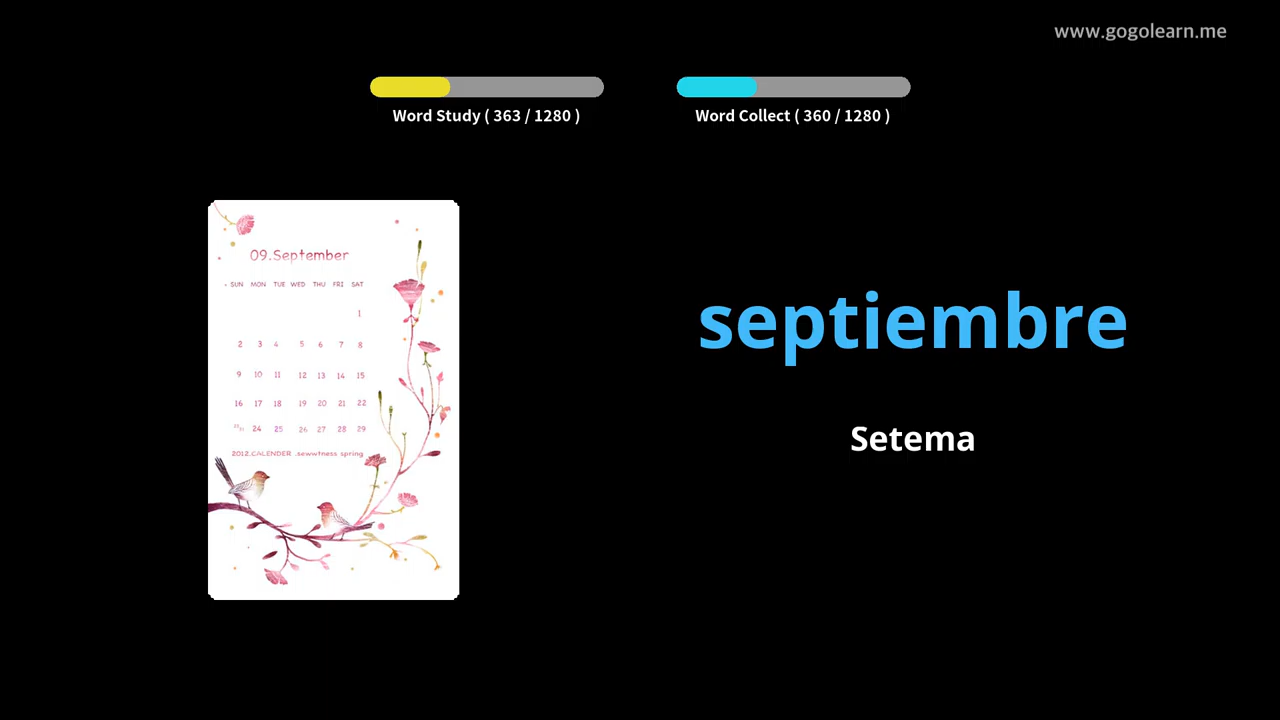 www.gogolearn.me
Word Study ( 363 / 1280 )
Word Collect ( 360 / 1280 )
09.September
SUN MON TUE WED THU FRI SAT
1
2 3 4 5 6 7 8
9 10 11 12 13 14 15
16 17 18 19 20 21 22
24 25 26 27 28 29
2012.CALENDER .sewwtness spring
septiembre
Setema